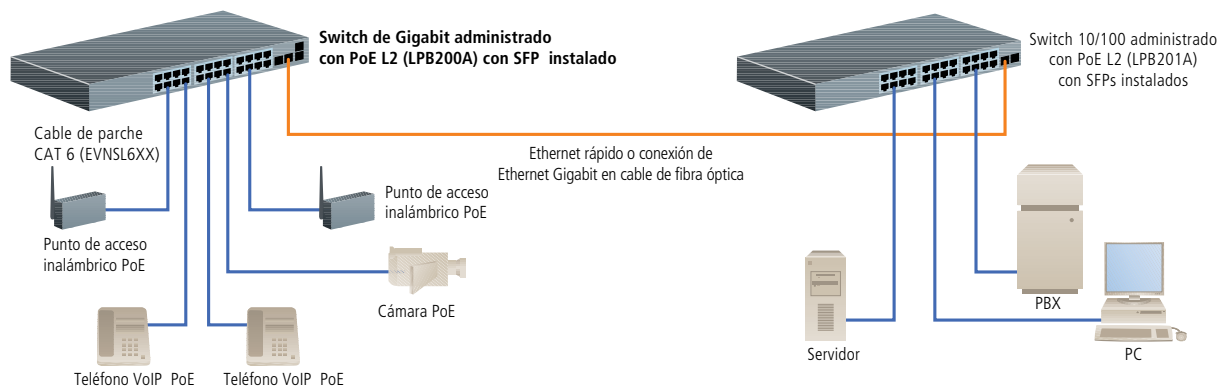 Switch de Gigabit administrado
con PoE L2 (LPB200A) con SFP instalado
Switch 10/100 administrado
con PoE L2 (LPB201A)
con SFPs instalados
Cable de parche
CAT 6 (EVNSL6XX)
Ethernet rápido o conexión de
Ethernet Gigabit en cable de fibra óptica
Punto de acceso
inalámbrico PoE
Punto de acceso
inalámbrico PoE
Cámara PoE
PBX
Servidor
PC
Teléfono VoIP PoE
Teléfono VoIP PoE